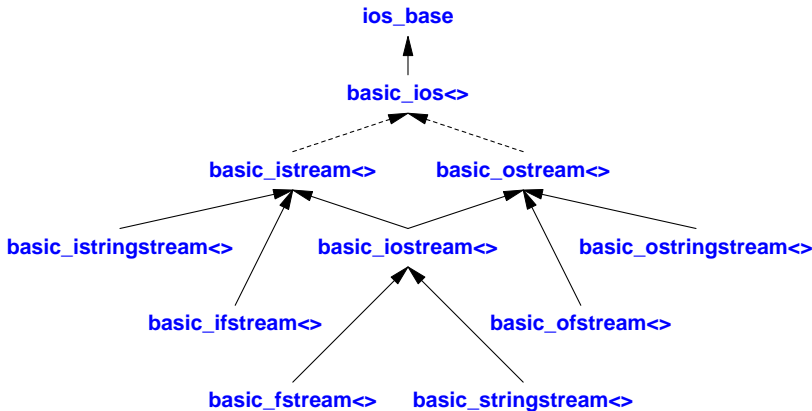 ios_base
basic_ios<>
basic_istream<> basic_ostream<>
basic_istringstream<> basic_iostream<> basic_ostringstream<>
basic_ifstream<> basic_ofstream<>
basic_fstream<> basic_stringstream<>